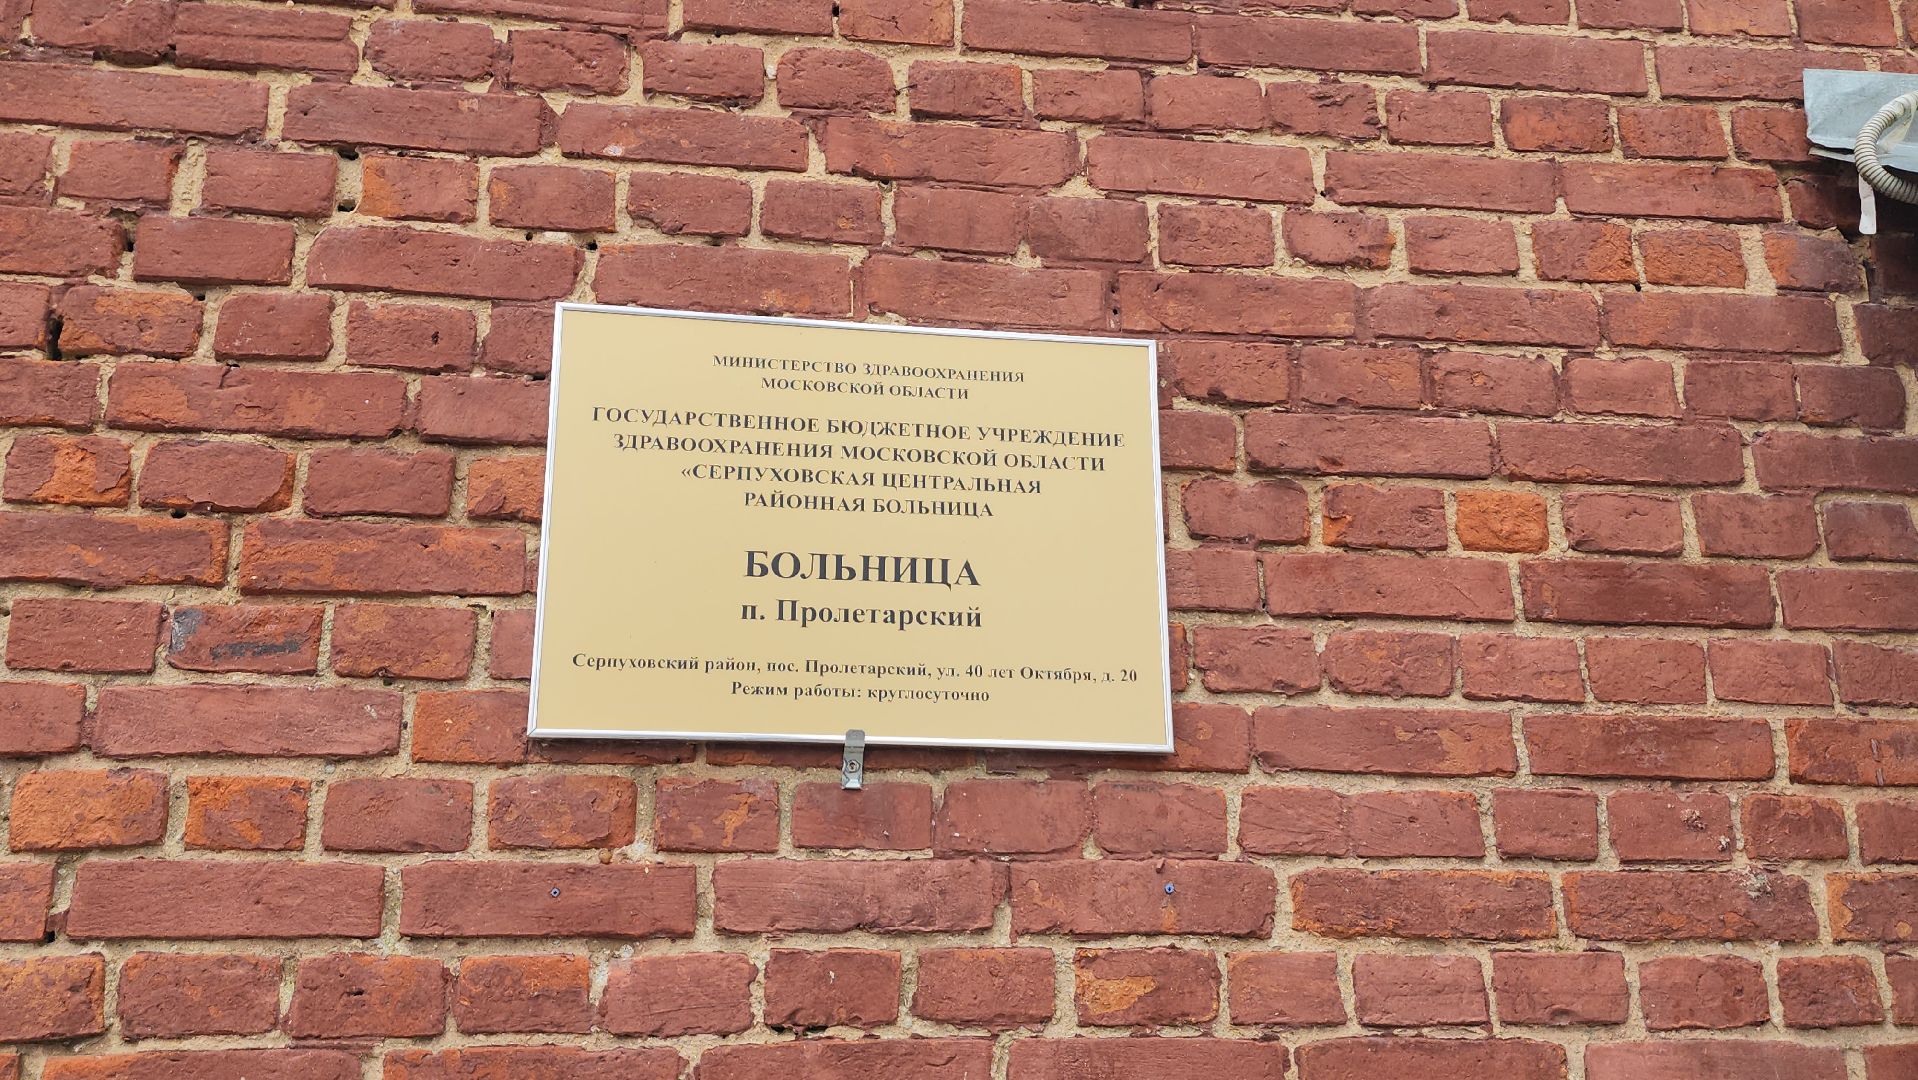 МИНИСТЕРСТВО ЗДРАВООХРАНЕНИЯ
МОСКОВСКОЙ ОБЛАСТИ
ГОСУДАРСТВЕННОЕ БЮДЖЕТНОЕ УЧРЕЖДЕНИЕ
ЗДРАВООХРАНЕНИЯ МОСКОВСКОЙ ОБЛАСТИ
«СЕРПУХОВСКАЯ ЦЕНТРАЛЬНАЯ
РАЙОННАЯ БОЛЬНИЦА
БОЛЬНИЦА
п. Пролетарский
Серпуховский район, пос. Пролетарский, ул. 40 лет Октября, д. 20
Режим работы: круглосуточно